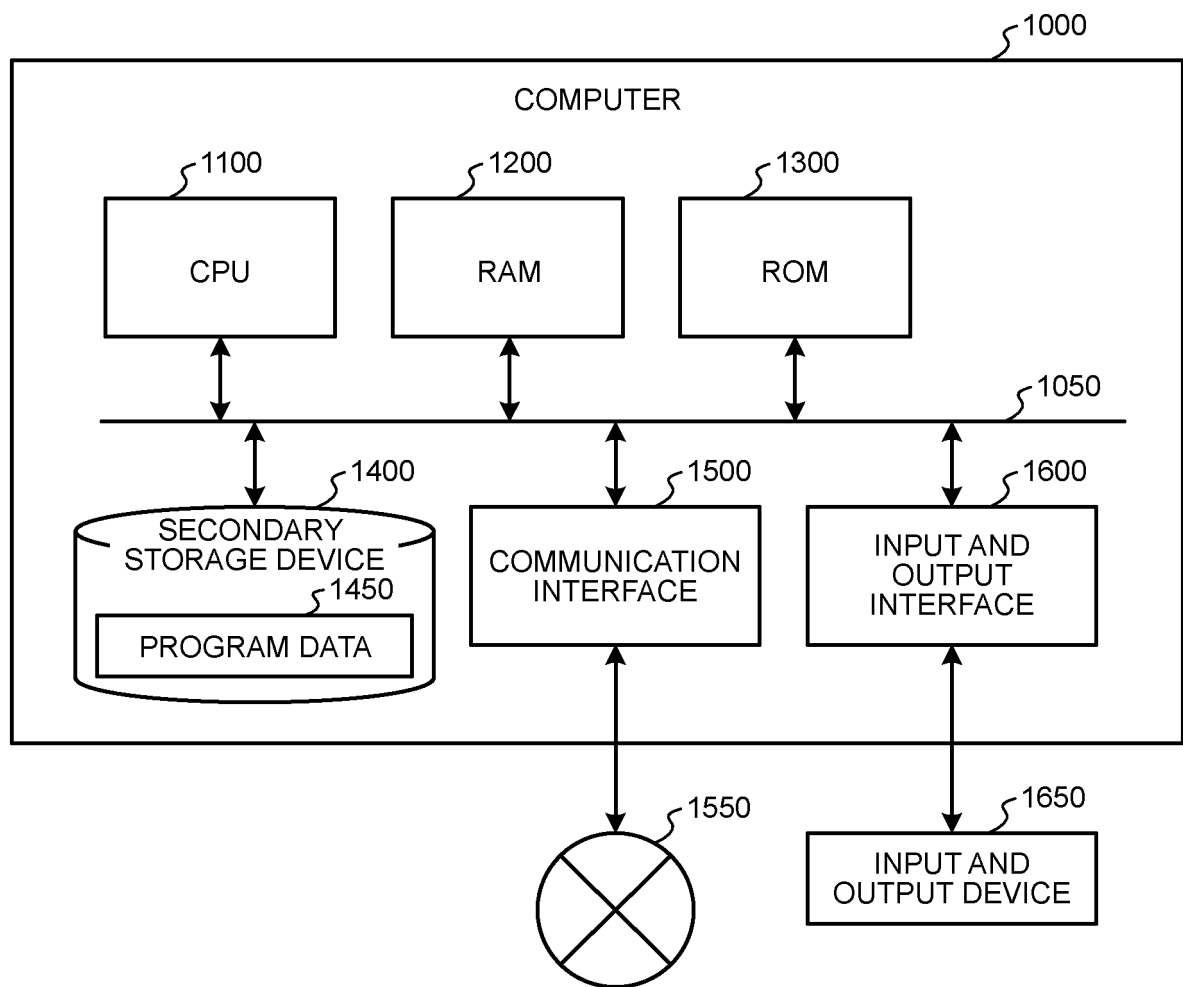 1000
COMPUTER
1100
1200
1300
CPU
RAM
ROM
1050
1400
1500
1600
SECONDARY
STORAGE DEVICE
1450
PROGRAM DATA
COMMUNICATION
INTERFACE
INPUT AND
OUTPUT
INTERFACE
1550
1650
INPUT AND
OUTPUT DEVICE